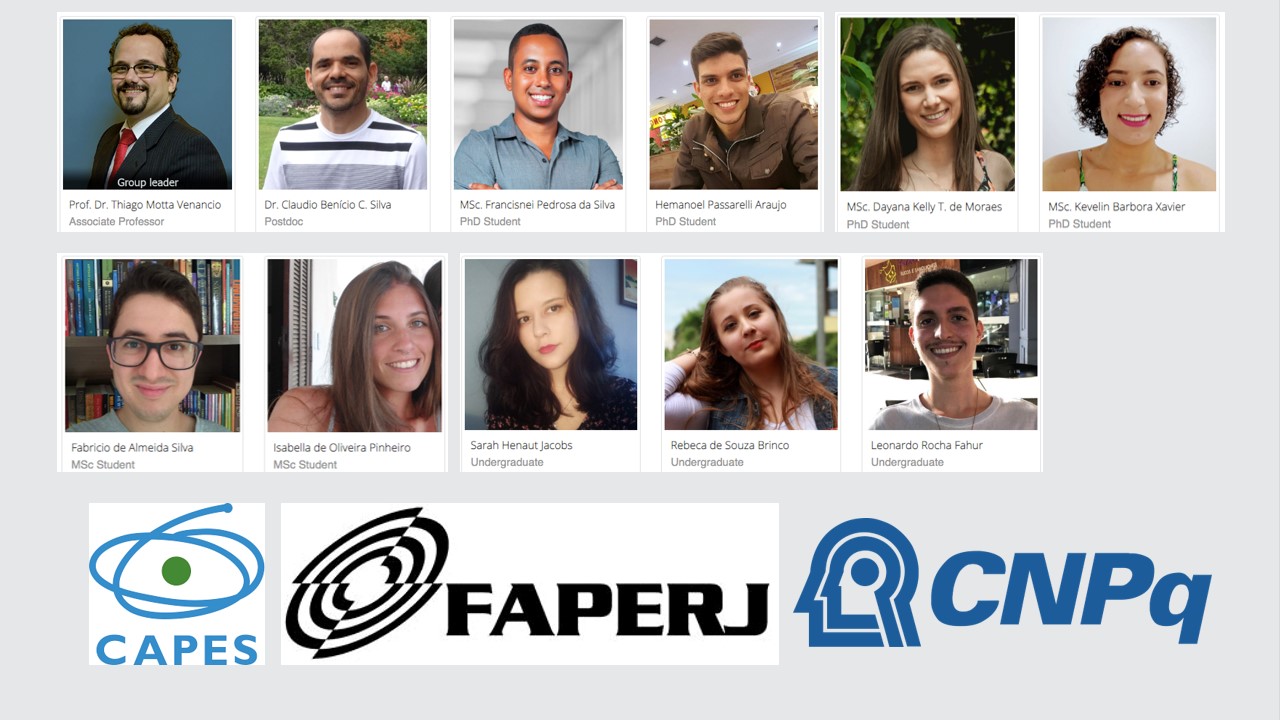 Group leader
Prof. Dr. Thiago Motta Venancio
Associate Professor
Dr. Claudio Benício C. Silva
Postdoc
MSc. Francisnei Pedrosa da Silva
PhD Student
Hemanoel Passarelli Araujo
PhD Student
MSc. Dayana Kelly T. de Moraes
PhD Student
MSc. Kevelin Barbora Xavier
PhD Student
Fabricio de Almeida Silva
MSc Student
Isabella de Oliveira Pinheiro
MSc Student
Sarah Henaut Jacobs
Undergraduate
Rebeca de Souza Brinco
Undergraduate
Leonardo Rocha Fahur
Undergraduate
CAPES
FAPERJ
CNPq